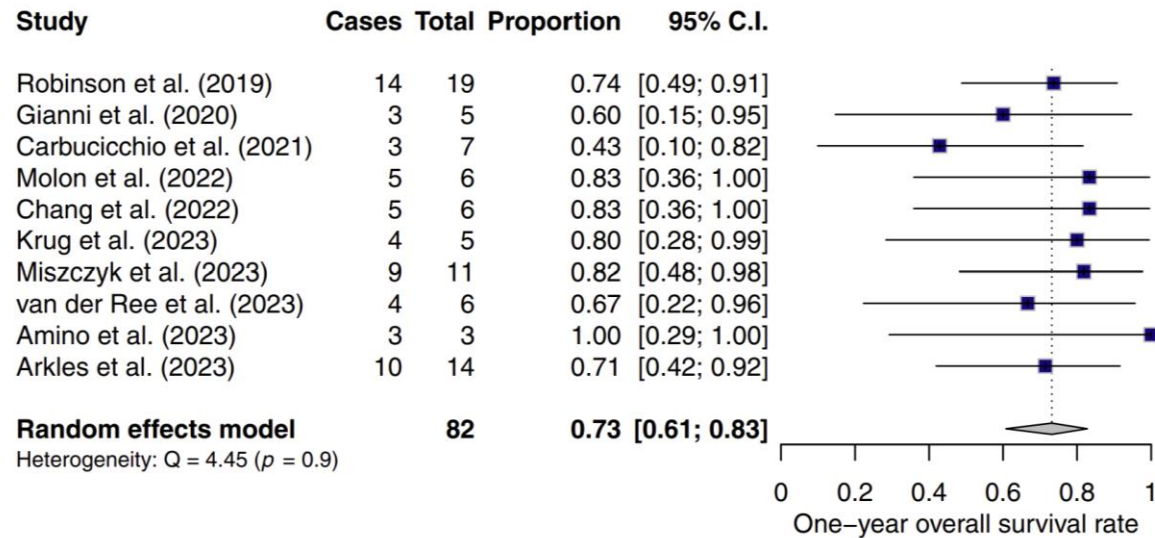 Study Cases Total Proportion 95% C.I.
Robinson et al. (2019) 14 19 0.74 [0.49; 0.91]
Gianni et al. (2020) 3 5 0.60 [0.15; 0.95]
Carbucicchio et al. (2021) 3 7 0.43 [0.10; 0.82]
Molon et al. (2022) 5 6 0.83 [0.36; 1.00]
Chang et al. (2022) 5 6 0.83 [0.36; 1.00]
Krug et al. (2023) 4 5 0.80 [0.28; 0.99]
Miszczyk et al. (2023) 9 11 0.82 [0.48; 0.98]
van der Ree et al. (2023) 4 6 0.67 [0.22; 0.96]
Amino et al. (2023) 3 3 1.00 [0.29; 1.00]
Arkles et al. (2023) 10 14 0.71 [0.42; 0.92]
Random effects model 82 0.73 [0.61; 0.83]
Heterogeneity: Q = 4.45 (p = 0.9)
0 0.2 0.4 0.6 0.8 1
One−year overall survival rate